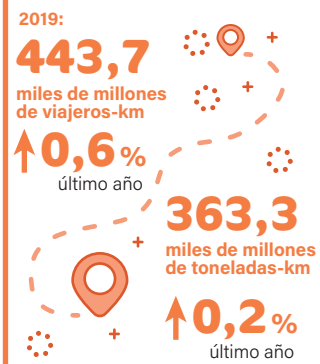 2019:
443,7
miles de millones
de viajeros-km
0,6%
último año
363,3
miles de millones
de toneladas-km
0,2%
último año